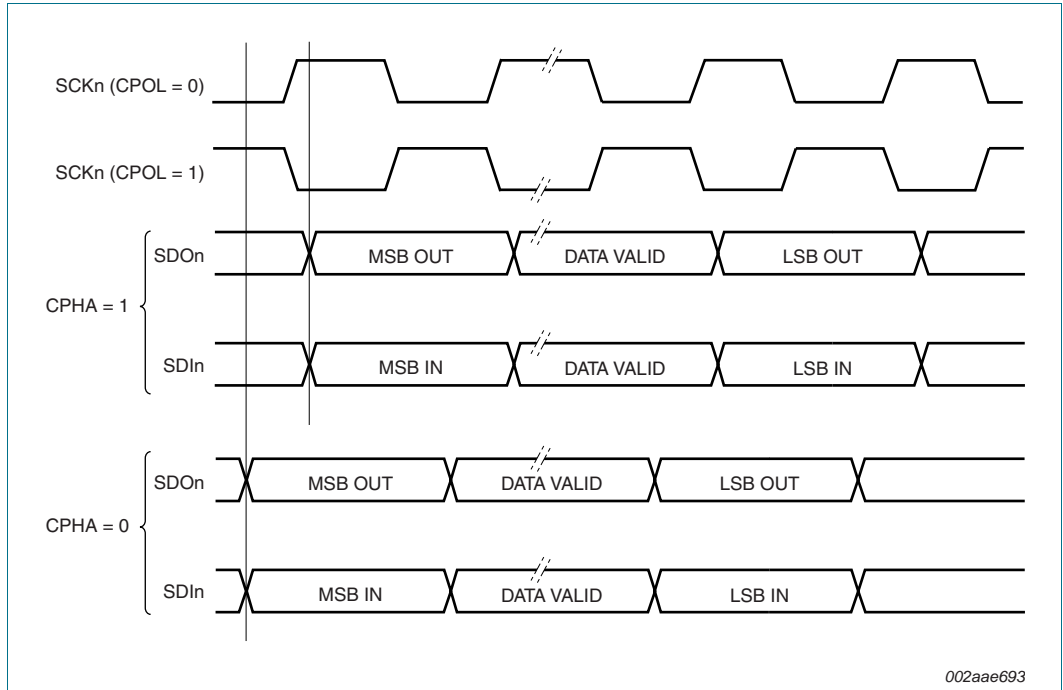 SCKn (CPOL = 0)
SCKn (CPOL = 1)
CPHA = 1
SDOn
MSB OUT
DATA VALID
LSB OUT
SDIn
MSB IN
DATA VALID
LSB IN
CPHA = 0
SDOn
MSB OUT
DATA VALID
LSB OUT
SDIn
MSB IN
DATA VALID
LSB IN
002aae693